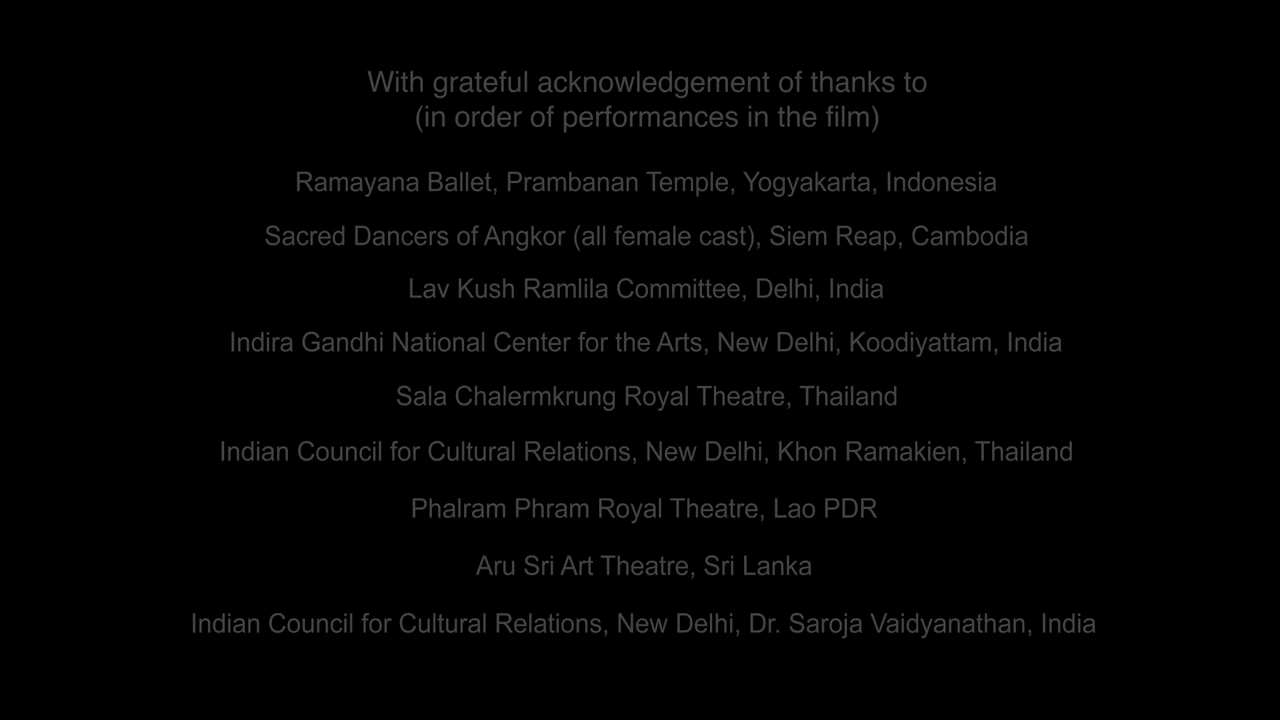 With grateful acknowledgement of thanks to
(in order of performances in the film)
Ramayana Ballet, Prambanan Temple, Yogyakarta, Indonesia
Sacred Dancers of Angkor (all female cast), Siem Reap, Cambodia
Lav Kush Ramlila Committee, Delhi, India
Indira Gandhi National Center for the Arts, New Delhi, Koodiyattam, India
Sala Chalermkrung Royal Theatre, Thailand
Indian Council for Cultural Relations, New Delhi, Khon Ramakien, Thailand
Phalram Phram Royal Theatre, Lao PDR
Aru Sri Art Theatre, Sri Lanka
Indian Council for Cultural Relations, New Delhi, Dr. Saroja Vaidyanathan, India